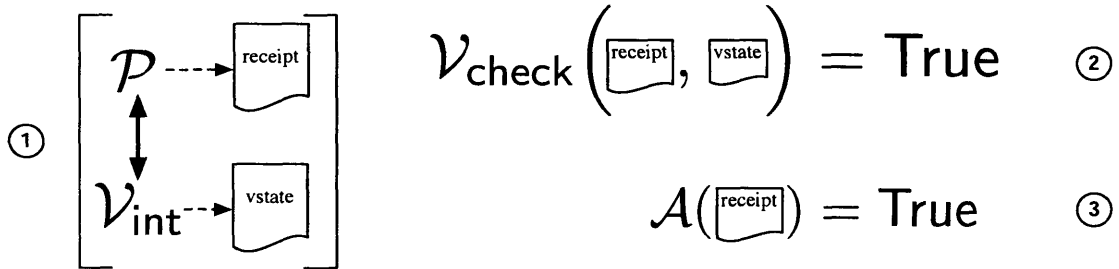 ① P receipt
V_int vstate
V_check(receipt, vstate) = True ②
A(receipt) = True ③